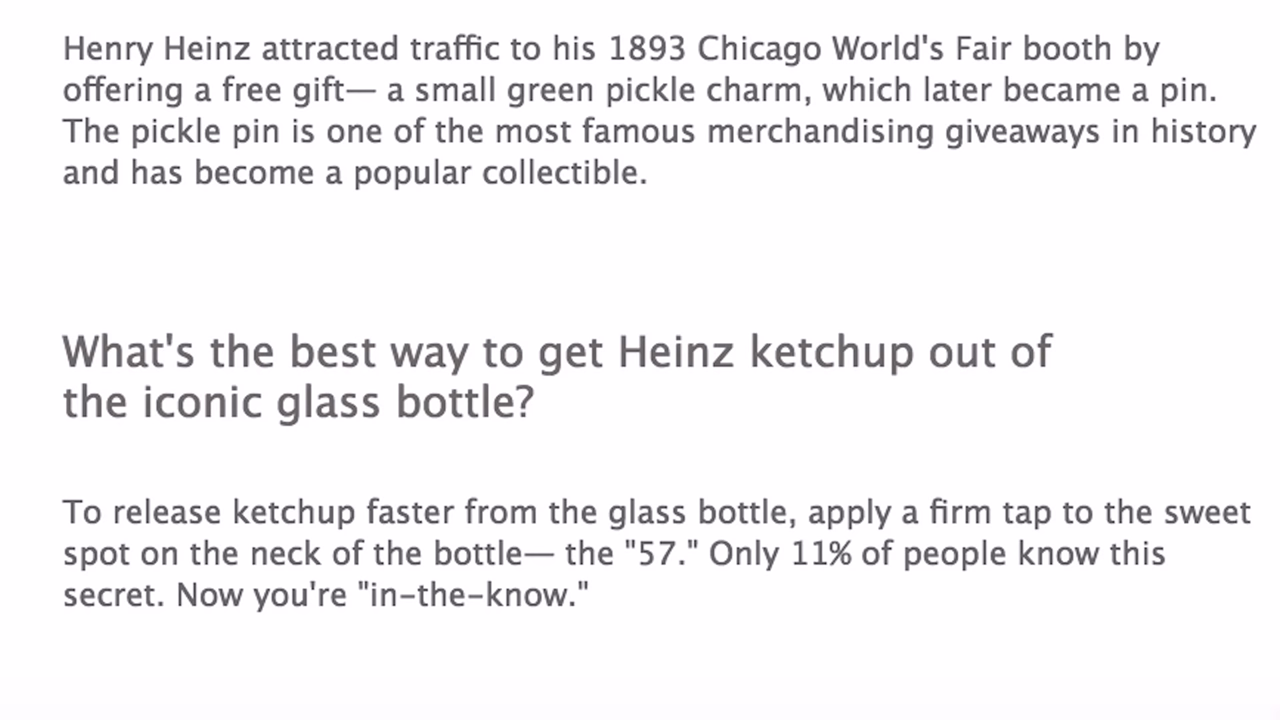 Henry Heinz attracted traffic to his 1893 Chicago World's Fair booth by
offering a free gift— a small green pickle charm, which later became a pin.
The pickle pin is one of the most famous merchandising giveaways in history
and has become a popular collectible.
What's the best way to get Heinz ketchup out of
the iconic glass bottle?
To release ketchup faster from the glass bottle, apply a firm tap to the sweet
spot on the neck of the bottle— the "57." Only 11% of people know this
secret. Now you're "in-the-know."